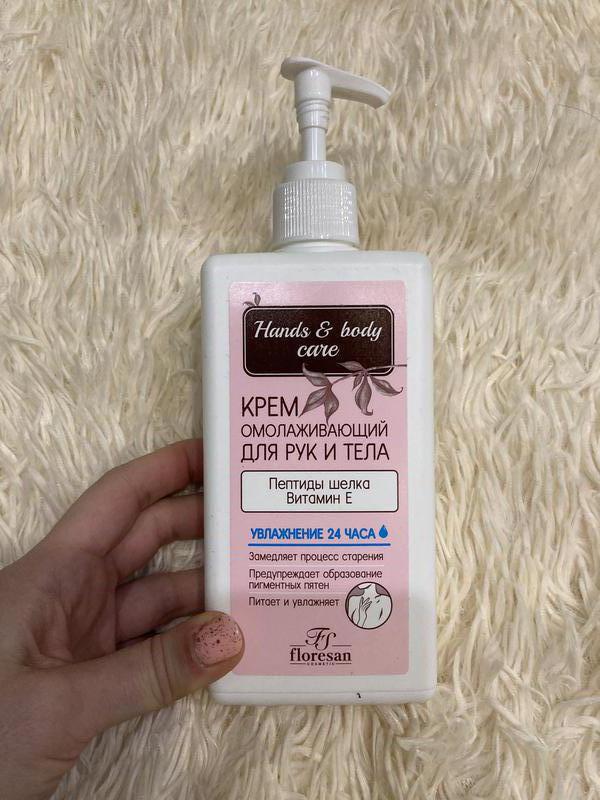 Hands & body
care
КРЕМ
ОМОЛАЖИВАЮЩИЙ
ДЛЯ РУК И ТЕЛА
Пептиды шелка
Витамин Е
УВЛАЖНЕНИЕ 24 ЧАСА
Замедляет процесс старения
Предупреждает образование
пигментных пятен
Питает и увлажняет
FS
floresan
COSMETIC